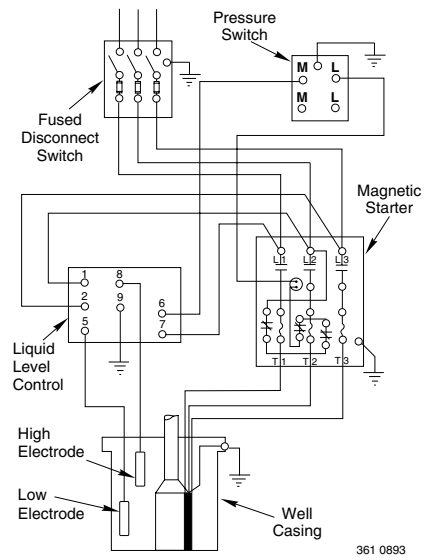 Pressure
Switch
M L
M L
Fused
Disconnect
Switch
Magnetic
Starter
L1 L2 L3
1 8
2 9 6
5 7
Liquid
Level
Control
T1 T2 T3
High
Electrode
Low
Electrode
Well
Casing
361 0893